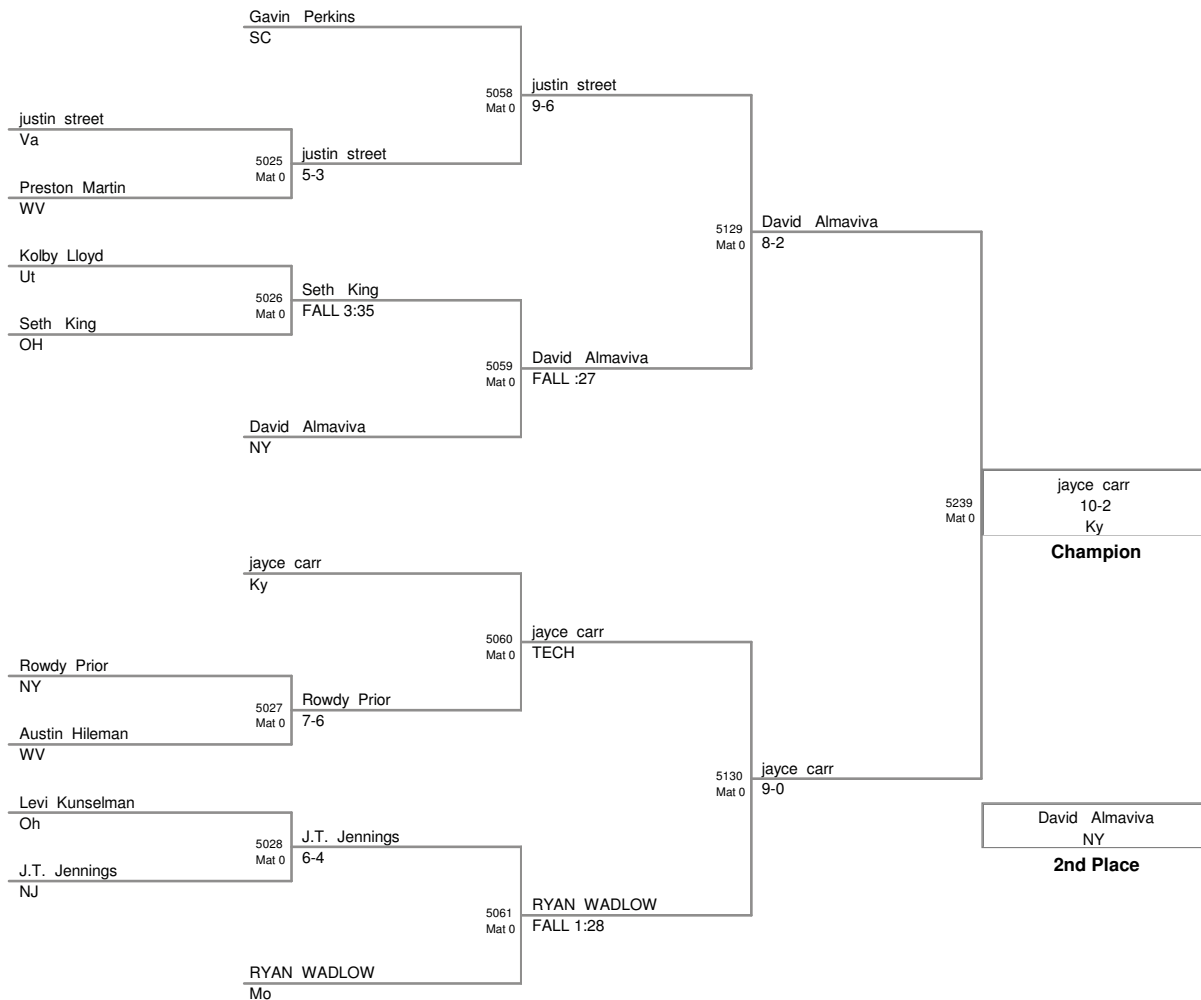 Gavin Perkins
SC
5058
Mat 0
justin street
9-6
justin street
Va
5025
Mat 0
justin street
5-3
Preston Martin
WV
5129
Mat 0
David Almaviva
8-2
Kolby Lloyd
Ut
5026
Mat 0
Seth King
FALL 3:35
Seth King
OH
5059
Mat 0
David Almaviva
FALL :27
David Almaviva
NY
5239
Mat 0
jayce carr
10-2
Ky
Champion
jayce carr
Ky
5060
Mat 0
jayce carr
TECH
Rowdy Prior
NY
5027
Mat 0
Rowdy Prior
7-6
Austin Hileman
WV
5130
Mat 0
jayce carr
9-0
Levi Kunselman
Oh
5028
Mat 0
J.T. Jennings
6-4
J.T. Jennings
NJ
David Almaviva
NY
2nd Place
5061
Mat 0
RYAN WADLOW
FALL 1:28
RYAN WADLOW
Mo